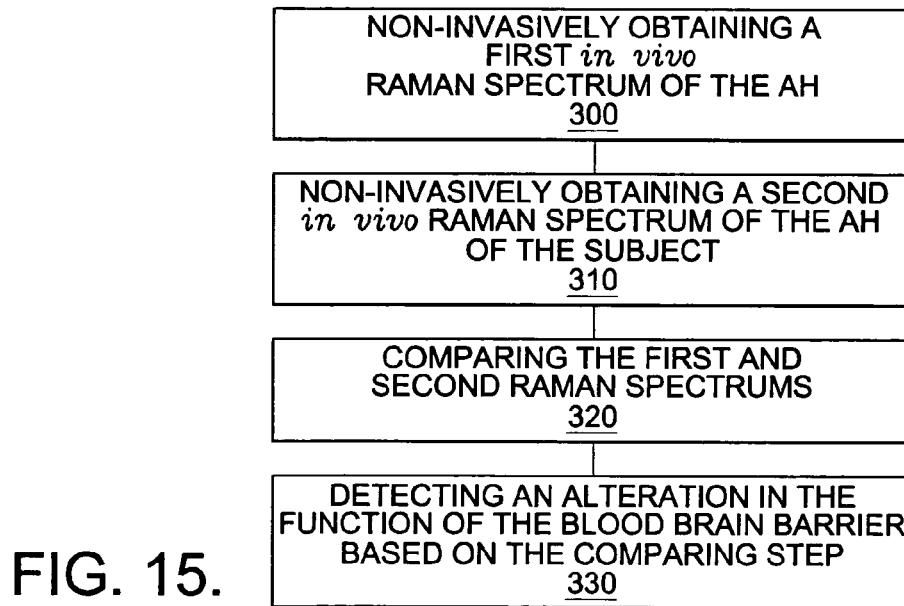 NON-INVASIVELY OBTAINING A
FIRST in vivo
RAMAN SPECTRUM OF THE AH
300
NON-INVASIVELY OBTAINING A SECOND
in vivo RAMAN SPECTRUM OF THE AH
OF THE SUBJECT
310
COMPARING THE FIRST AND
SECOND RAMAN SPECTRUMS
320
DETECTING AN ALTERATION IN THE
FUNCTION OF THE BLOOD BRAIN BARRIER
BASED ON THE COMPARING STEP
330
FIG. 15.